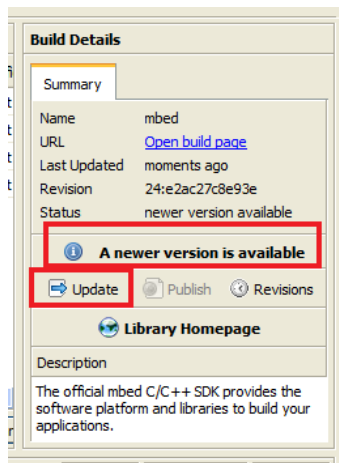 Build Details
Summary
Name mbed
URL Open build page
Last Updated moments ago
Revision 24:e2ac27c8e93e
Status newer version available
A newer version is available
Update Publish Revisions
Library Homepage
Description
The official mbed C/C++ SDK provides the
software platform and libraries to build your
applications.